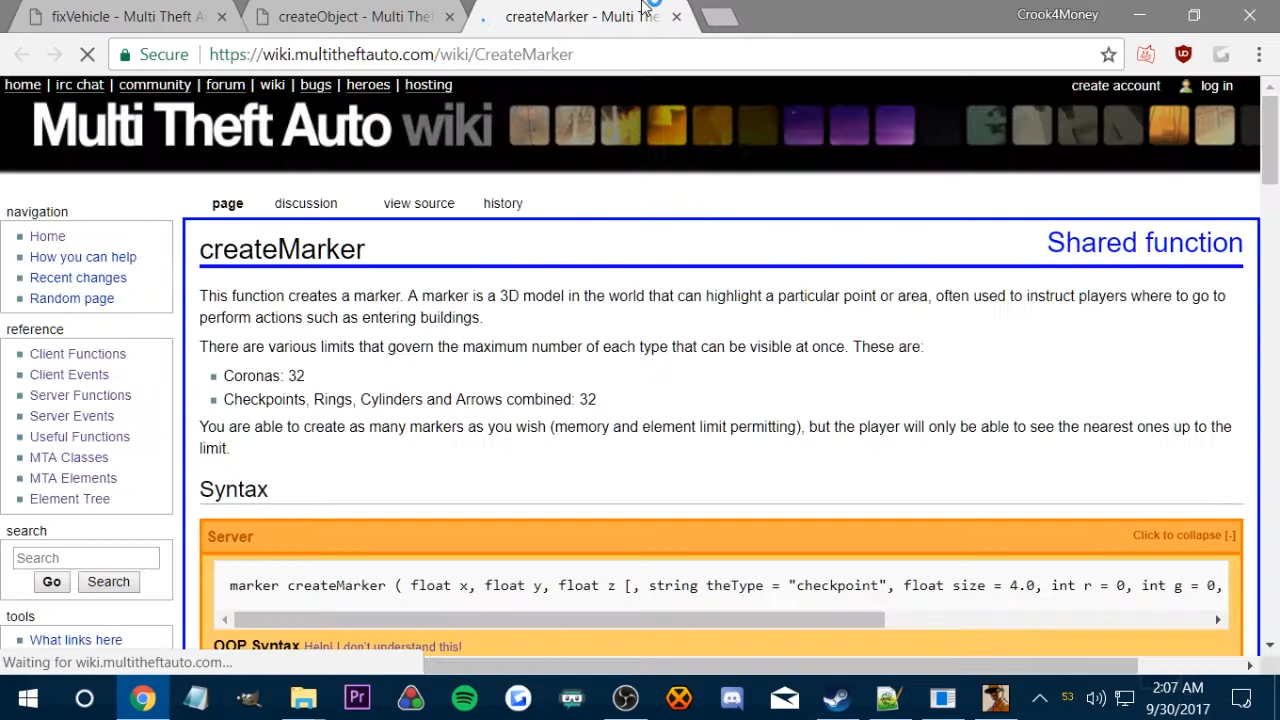 fixVehicle - Multi Theft A
createObject - Multi Thef
createMarker - Multi The
Crook4Money
Secure
https://wiki.multitheftauto.com/wiki/CreateMarker
home | irc chat | community | forum | wiki | bugs | heroes | hosting
create account
log in
Multi Theft Auto wiki
page
discussion
view source
history
navigation
Home
How you can help
Recent changes
Random page
reference
Client Functions
Client Events
Server Functions
Server Events
Useful Functions
MTA Classes
MTA Elements
Element Tree
search
Search
Go
Search
tools
What links here
createMarker
Shared function
This function creates a marker. A marker is a 3D model in the world that can highlight a particular point or area, often used to instruct players where to go to
perform actions such as entering buildings.
There are various limits that govern the maximum number of each type that can be visible at once. These are:
Coronas: 32
Checkpoints, Rings, Cylinders and Arrows combined: 32
You are able to create as many markers as you wish (memory and element limit permitting), but the player will only be able to see the nearest ones up to the
limit.
Syntax
Server
Click to collapse [-]
marker createMarker ( float x, float y, float z [, string theType = "checkpoint", float size = 4.0, int r = 0, int g = 0,
OOP Syntax Help! I don't understand this!
Waiting for wiki.multitheftauto.com...
Pr
53
2:07 AM
9/30/2017